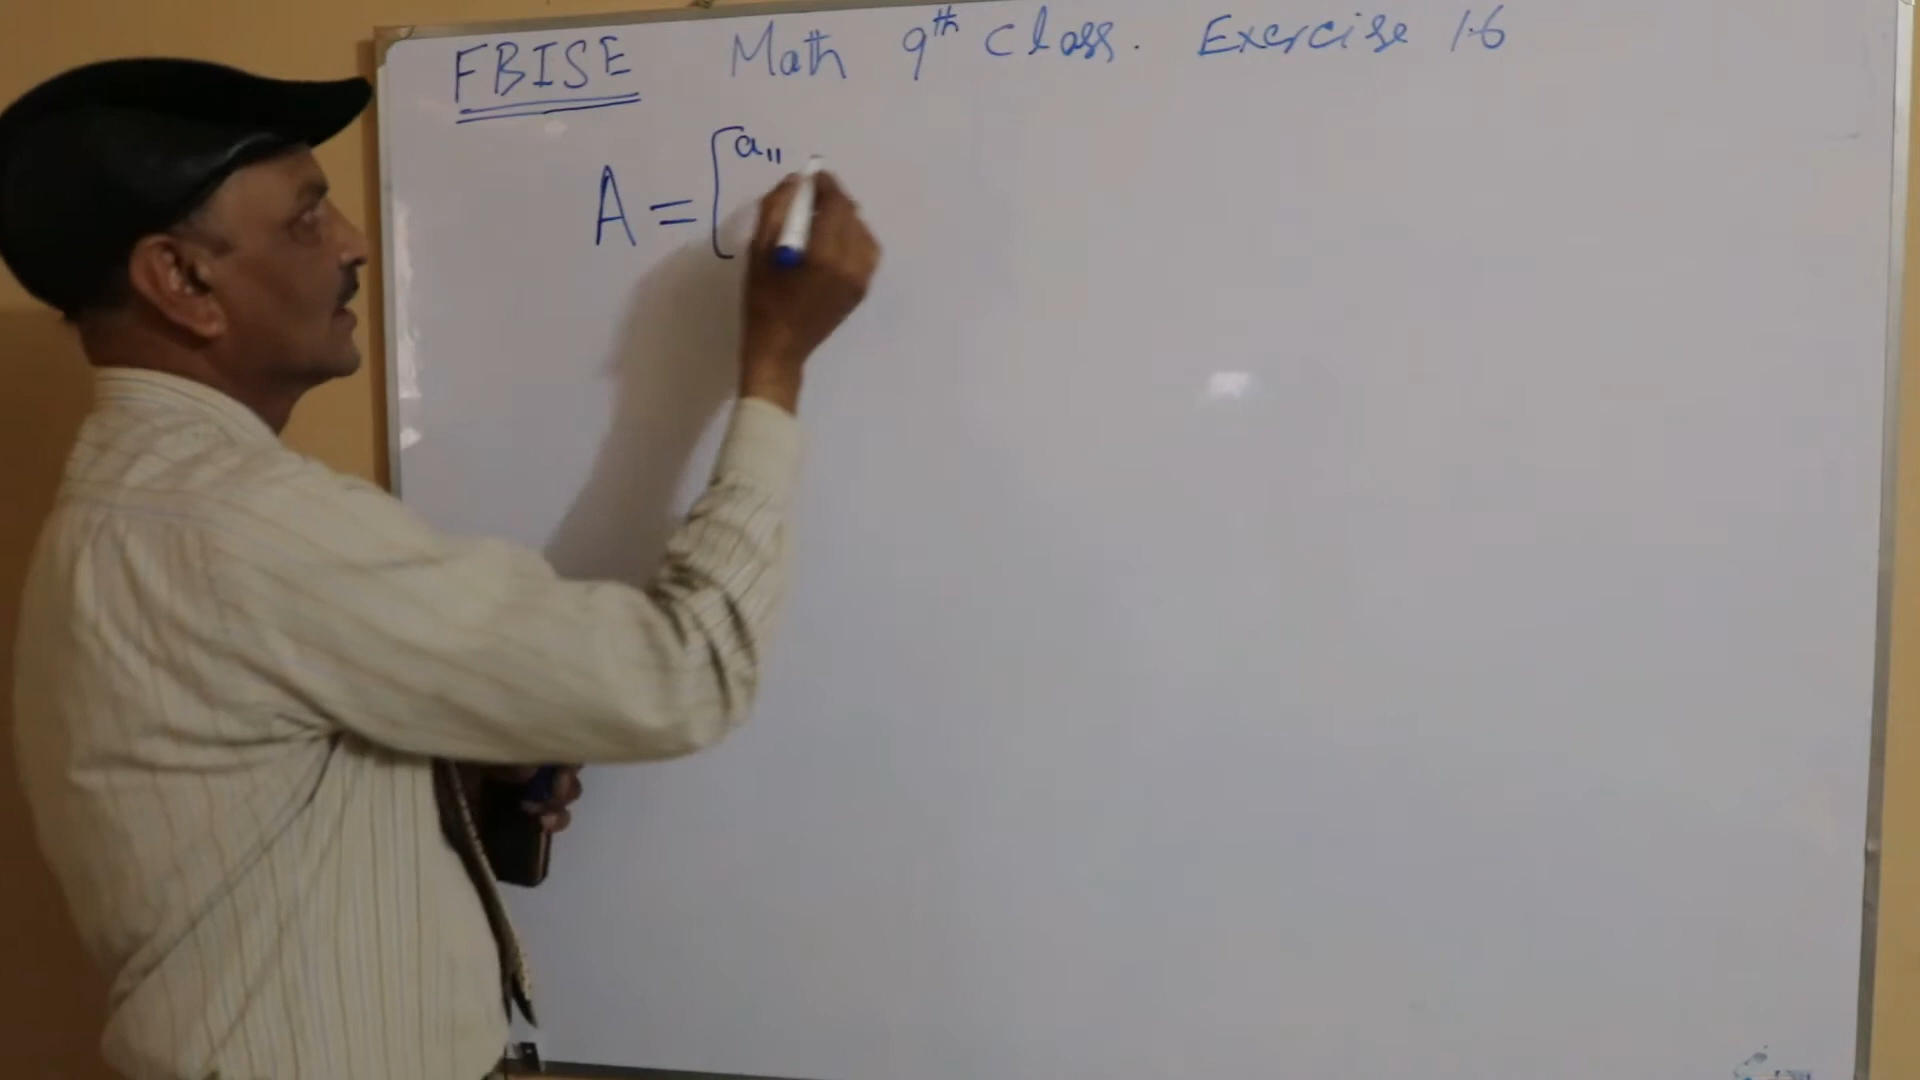 FBISE Math 9th Class. Exercise 1.6
A = [a11